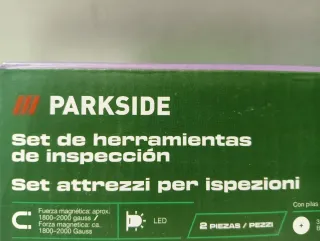 PARKSIDE
Set de herramientas
de inspección
Set attrezzi per ispezioni
Fuerza magnética: aprox.
1800–2000 gauss /
Forza magnetica: ca.
1800–2000 Gauss
LED
2 PIEZAS / PEZZI
Con pilas